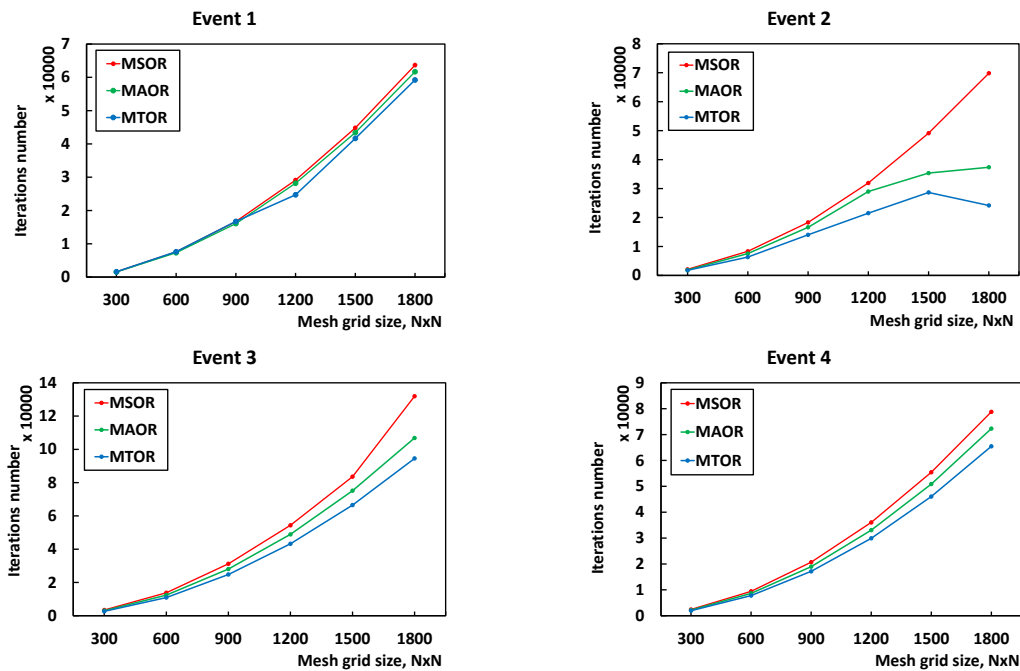 Event 1
x 10000
Iterions number
7
6
5
4
3
2
1
0
MSOR
MAOR
MTOR
300 600 900 1200 1500 1800
Mesh grid size, NxN
Event 2
x 10000
Iterations number
8
7
6
5
4
3
2
1
0
MSOR
MAOR
MTOR
300 600 900 1200 1500 1800
Mesh grid size, NxN
Event 3
x 10000
Iterations number
14
12
10
8
6
4
2
0
MSOR
MAOR
MTOR
300 600 900 1200 1500 1800
Mesh grid size, NxN
Event 4
x 10000
Iterations number
9
8
7
6
5
4
3
2
1
0
MSOR
MAOR
MTOR
300 600 900 1200 1500 1800
Mesh grid size, NxN